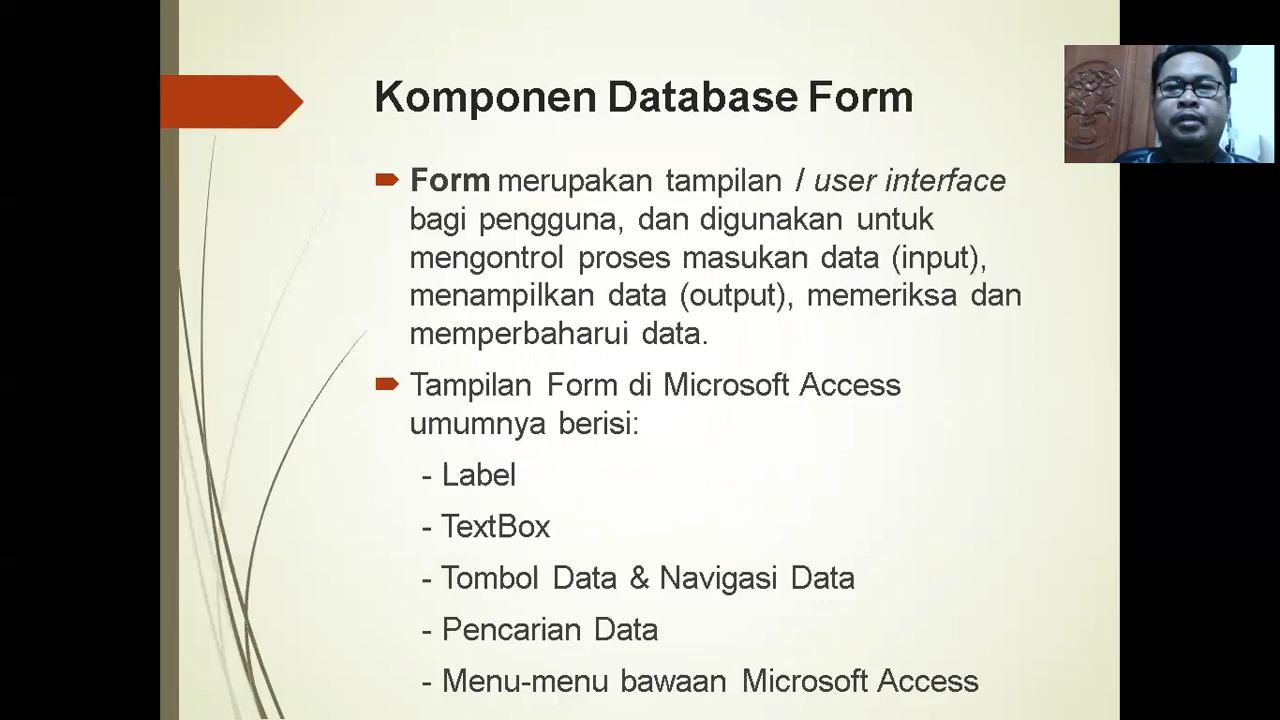 Komponen Database Form
Form merupakan tampilan / user interface
bagi pengguna, dan digunakan untuk
mengontrol proses masukan data (input),
menampilkan data (output), memeriksa dan
memperbaharui data.
Tampilan Form di Microsoft Access
umumnya berisi:
- Label
- TextBox
- Tombol Data & Navigasi Data
- Pencarian Data
- Menu-menu bawaan Microsoft Access